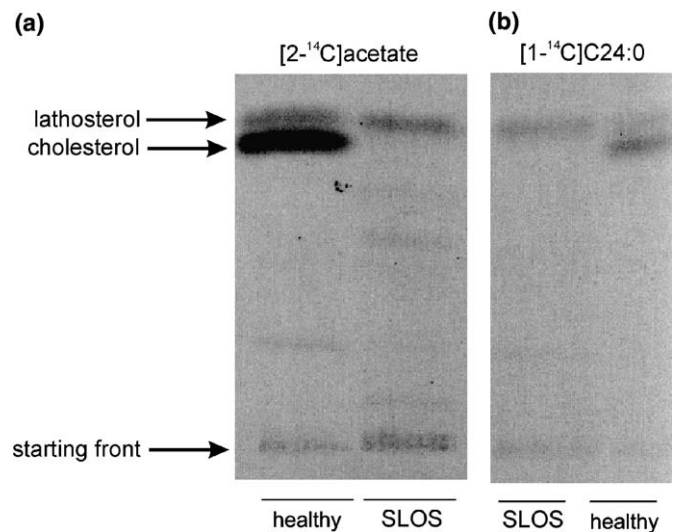 (a)
[2-¹⁴C]acetate
(b)
[1-¹⁴C]C24:0
lathosterol
cholesterol
starting front
healthy
SLOS
SLOS
healthy